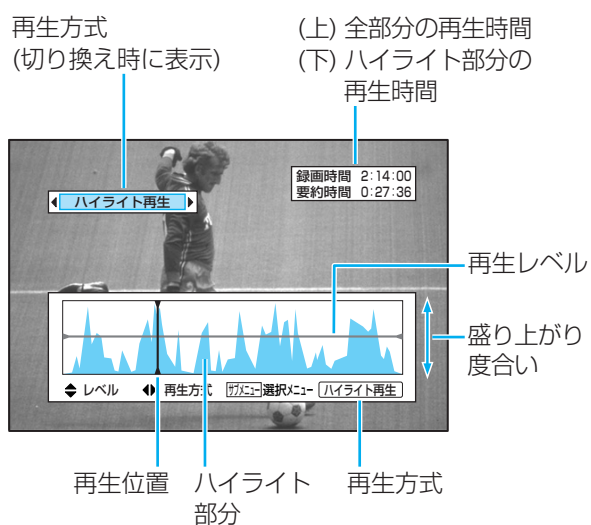 再生方式
(切り換え時に表示)
(上) 全部分の再生時間
(下) ハイライト部分の
再生時間
録画時間 2:14:00
要約時間 0:27:36
ハイライト再生
再生レベル
盛り上がり
度合い
レベル 再生方式 サブメニュー 選択メニュー ハイライト再生
再生位置
ハイライト
部分
再生方式